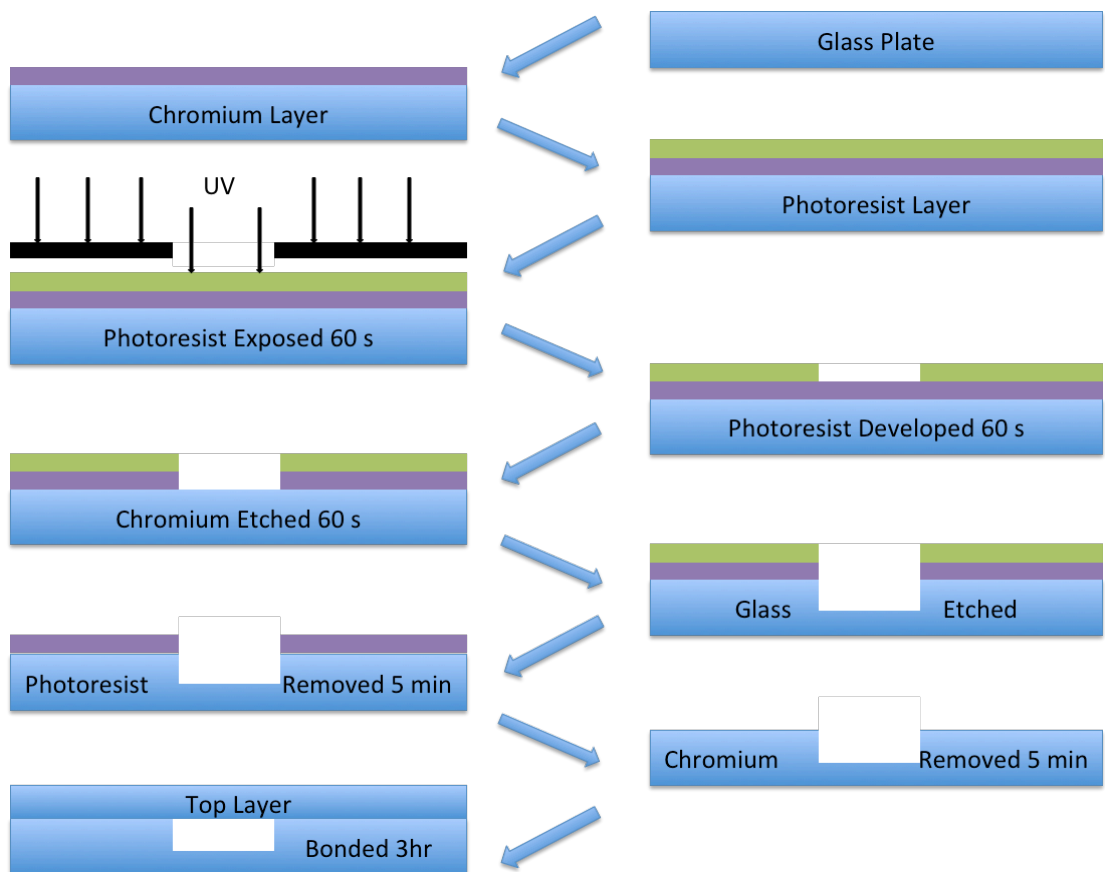 Glass Plate
Chromium Layer
Photoresist Layer
UV
Photoresist Exposed 60 s
Photoresist Developed 60 s
Chromium Etched 60 s
Glass Etched
Photoresist Removed 5 min
Chromium Removed 5 min
Top Layer
Bonded 3hr